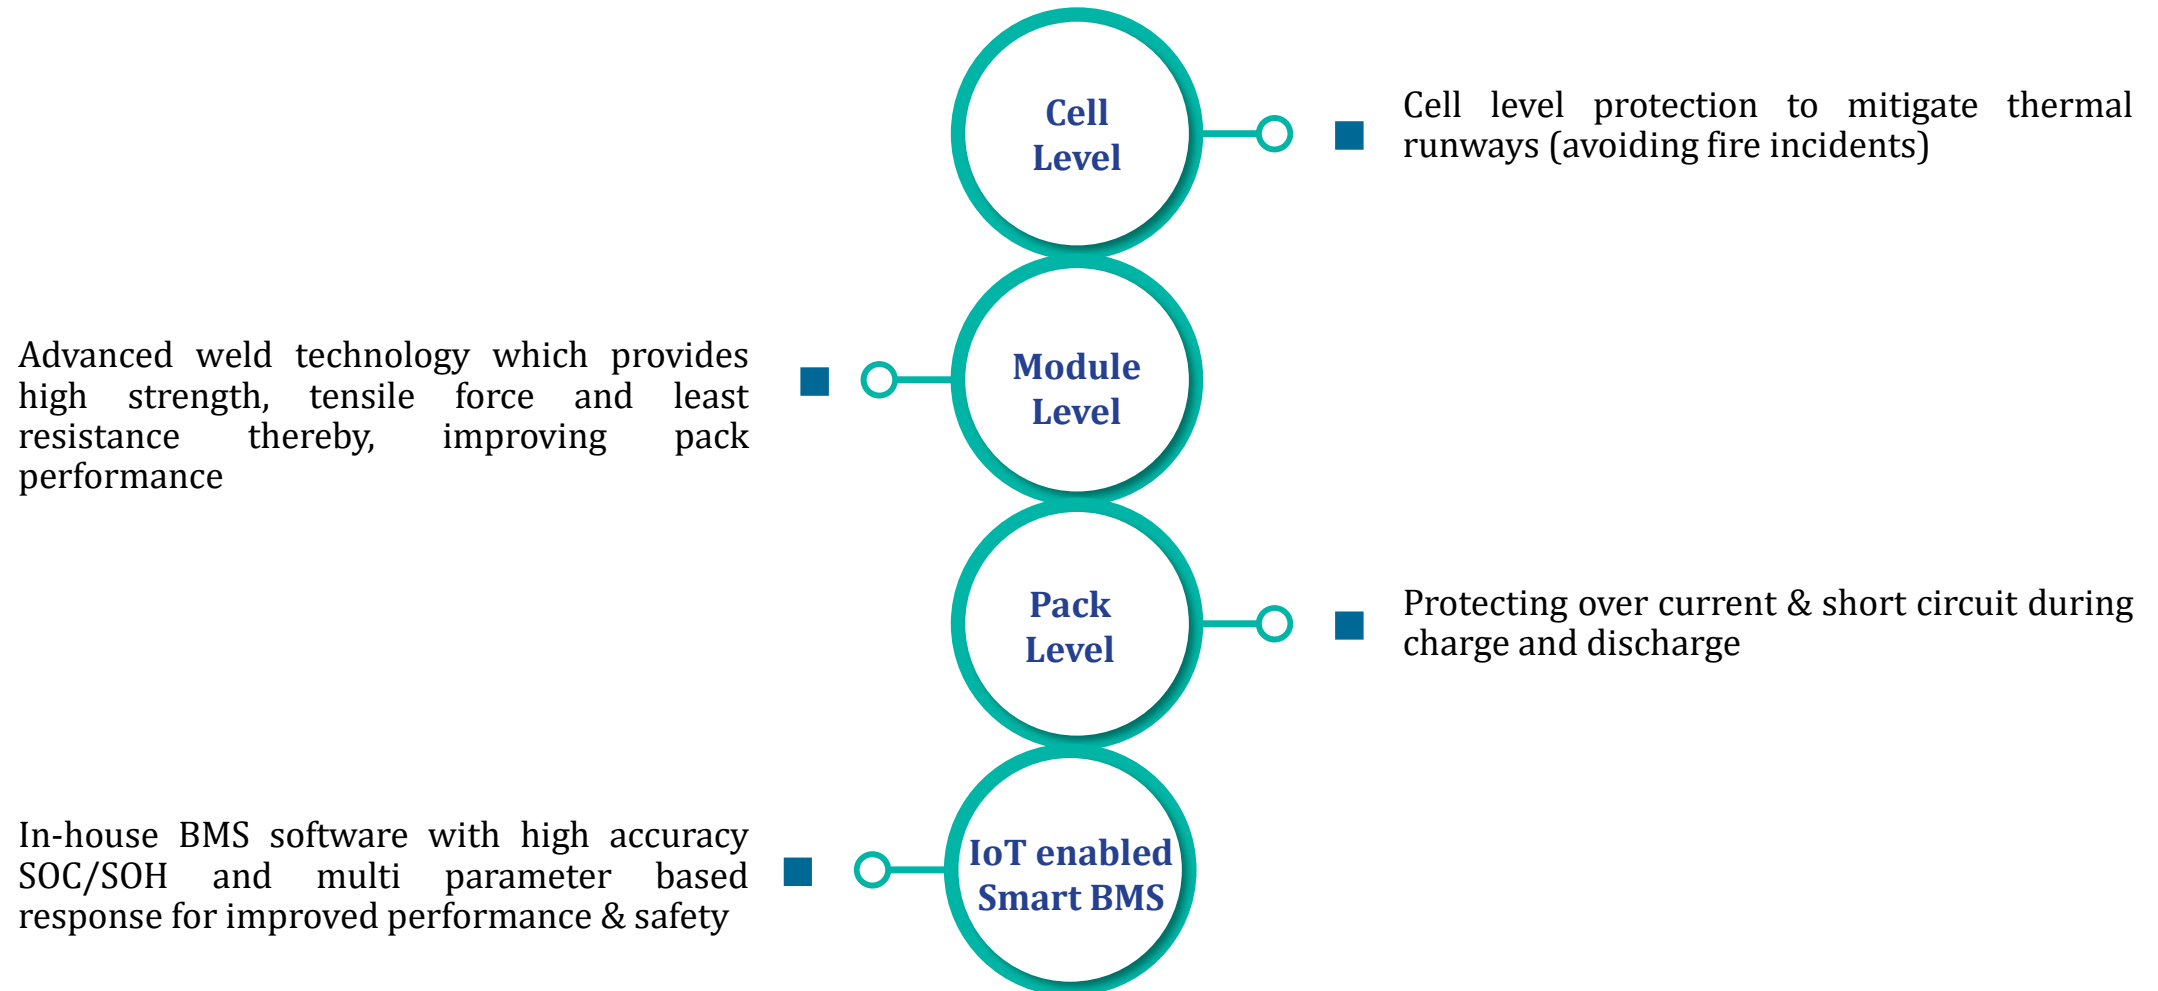 Cell
Level
Cell level protection to mitigate thermal
runways (avoiding fire incidents)
Module
Level
Advanced weld technology which provides
high strength, tensile force and least
resistance thereby, improving pack
performance
Pack
Level
Protecting over current & short circuit during
charge and discharge
IoT enabled
Smart BMS
In-house BMS software with high accuracy
SOC/SOH and multi parameter based
response for improved performance & safety